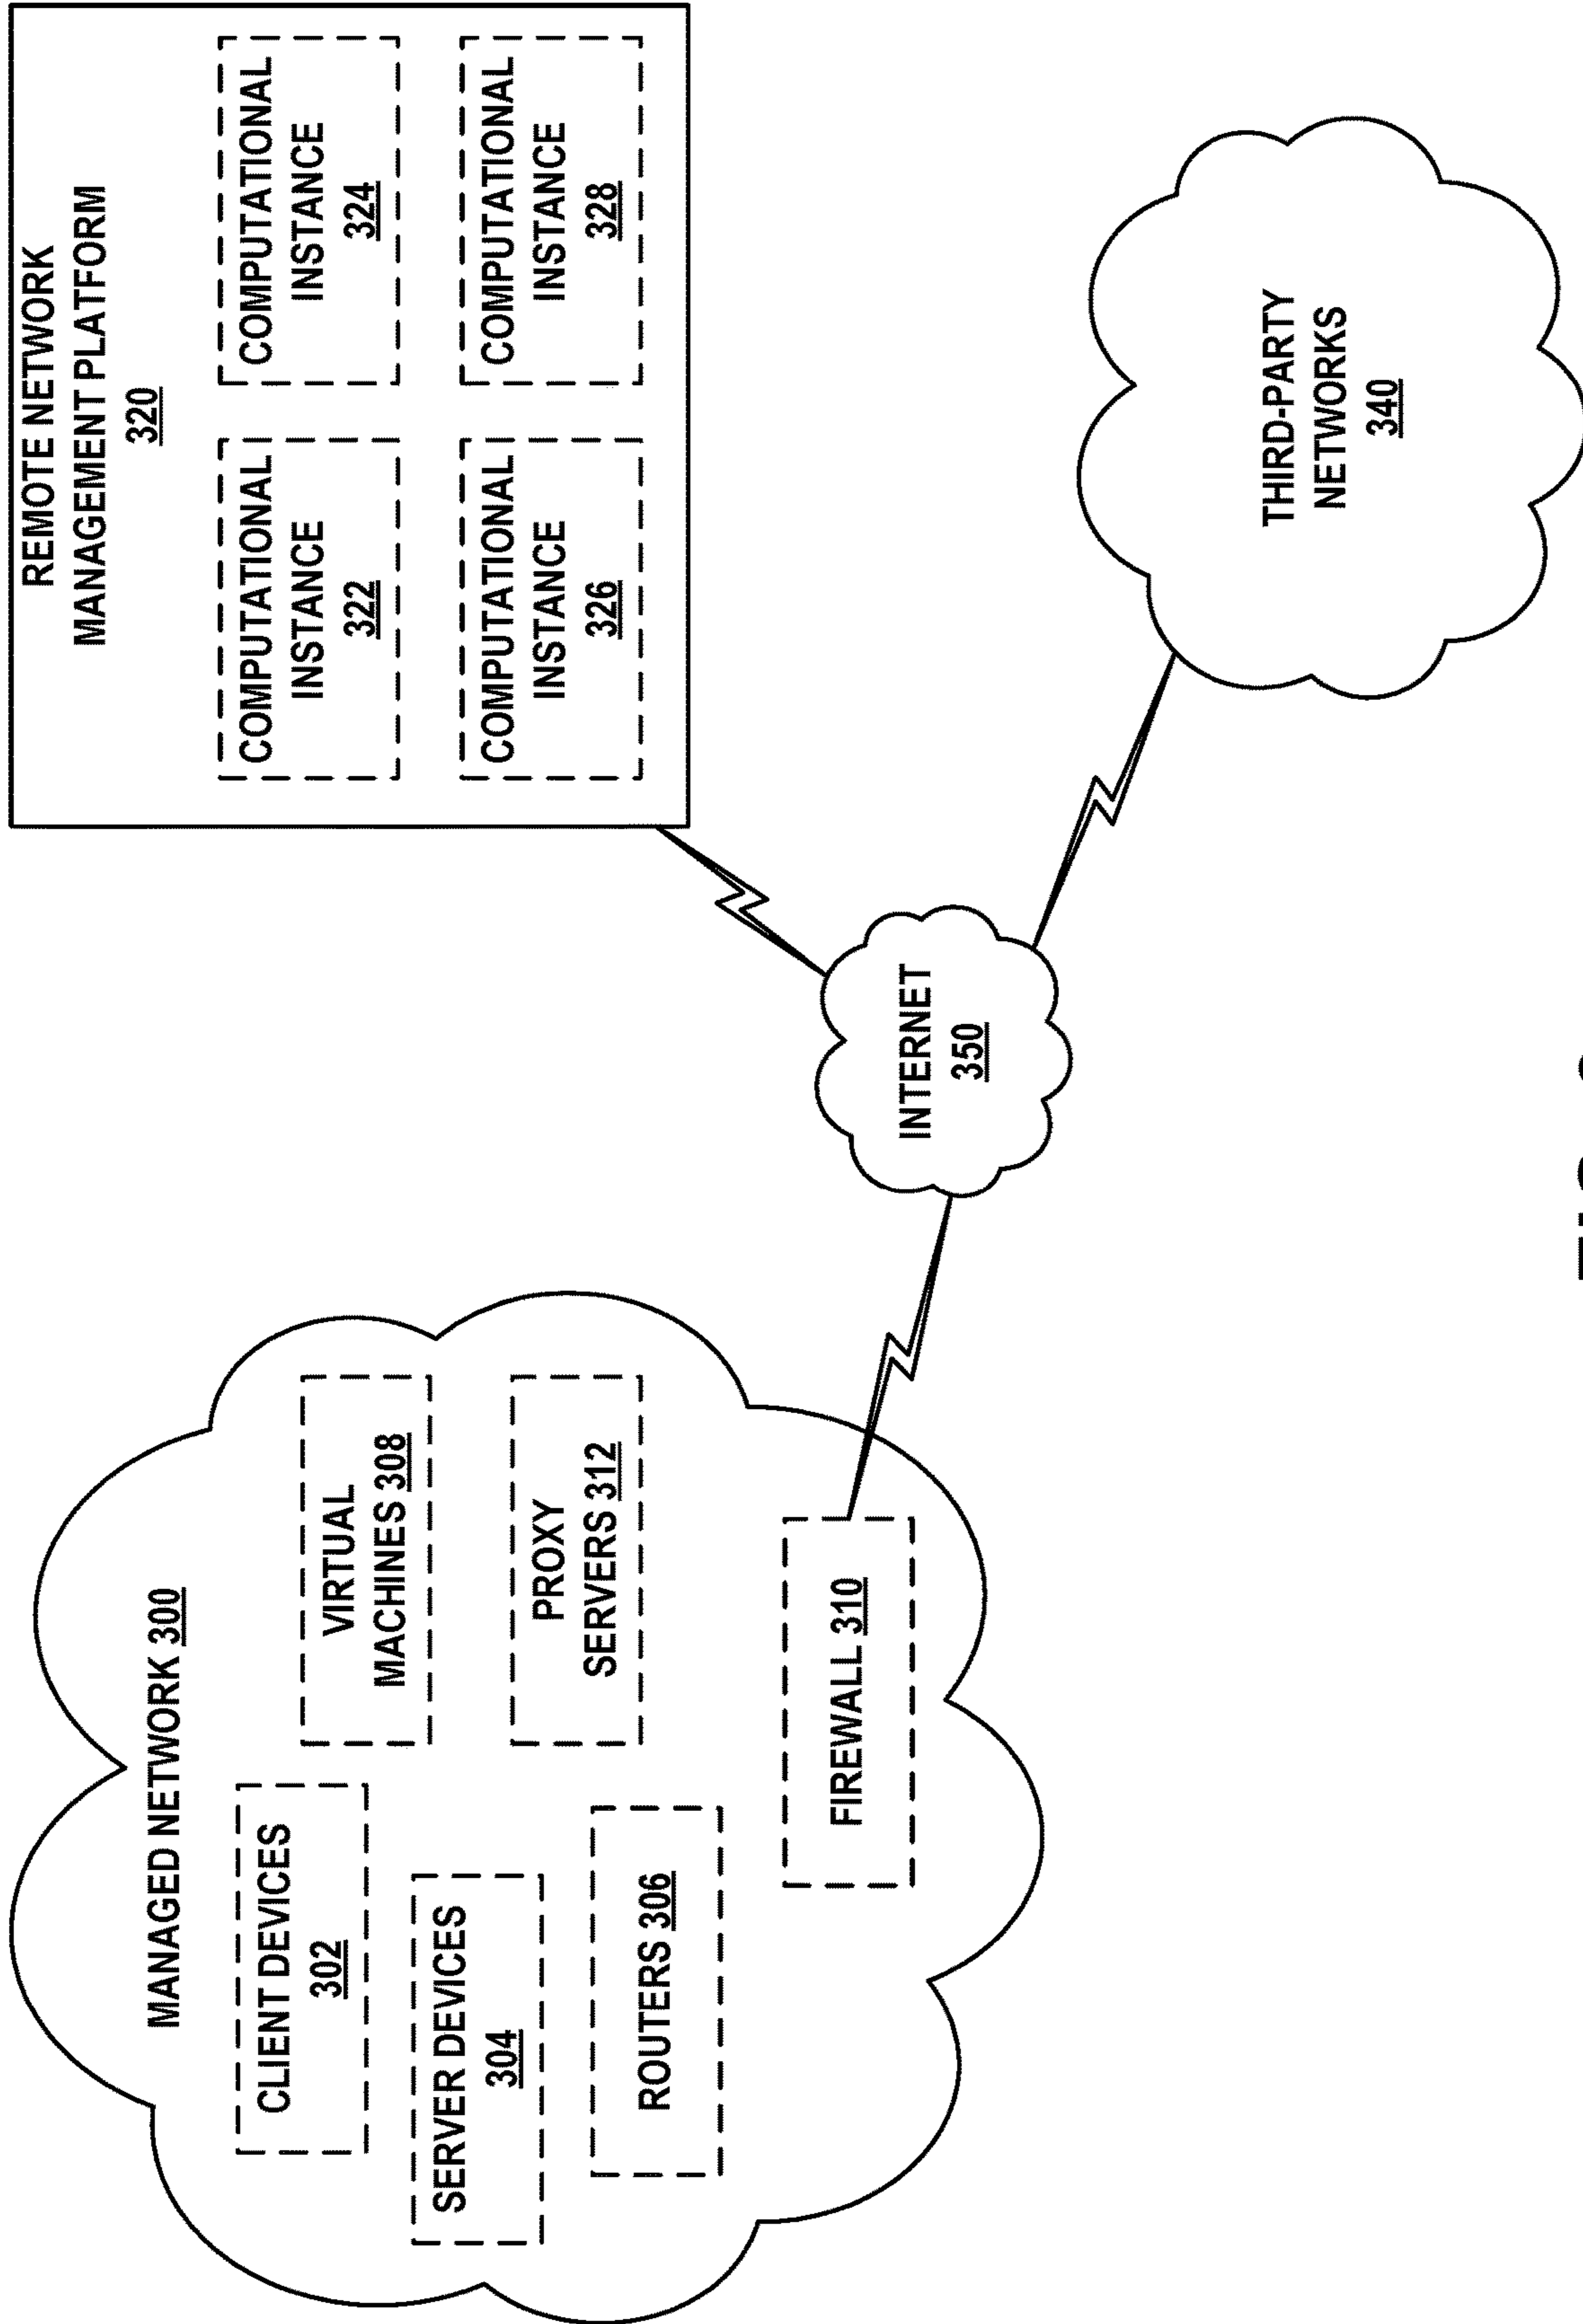 MANAGED NETWORK 300
CLIENT DEVICES
302
VIRTUAL
MACHINES 308
SERVER DEVICES
304
PROXY
SERVERS 312
ROUTERS 306
FIREWALL 310
INTERNET
350
REMOTE NETWORK
MANAGEMENT PLATFORM
320
COMPUTATIONAL
INSTANCE
322
COMPUTATIONAL
INSTANCE
324
COMPUTATIONAL
INSTANCE
326
COMPUTATIONAL
INSTANCE
328
THIRD-PARTY
NETWORKS
340